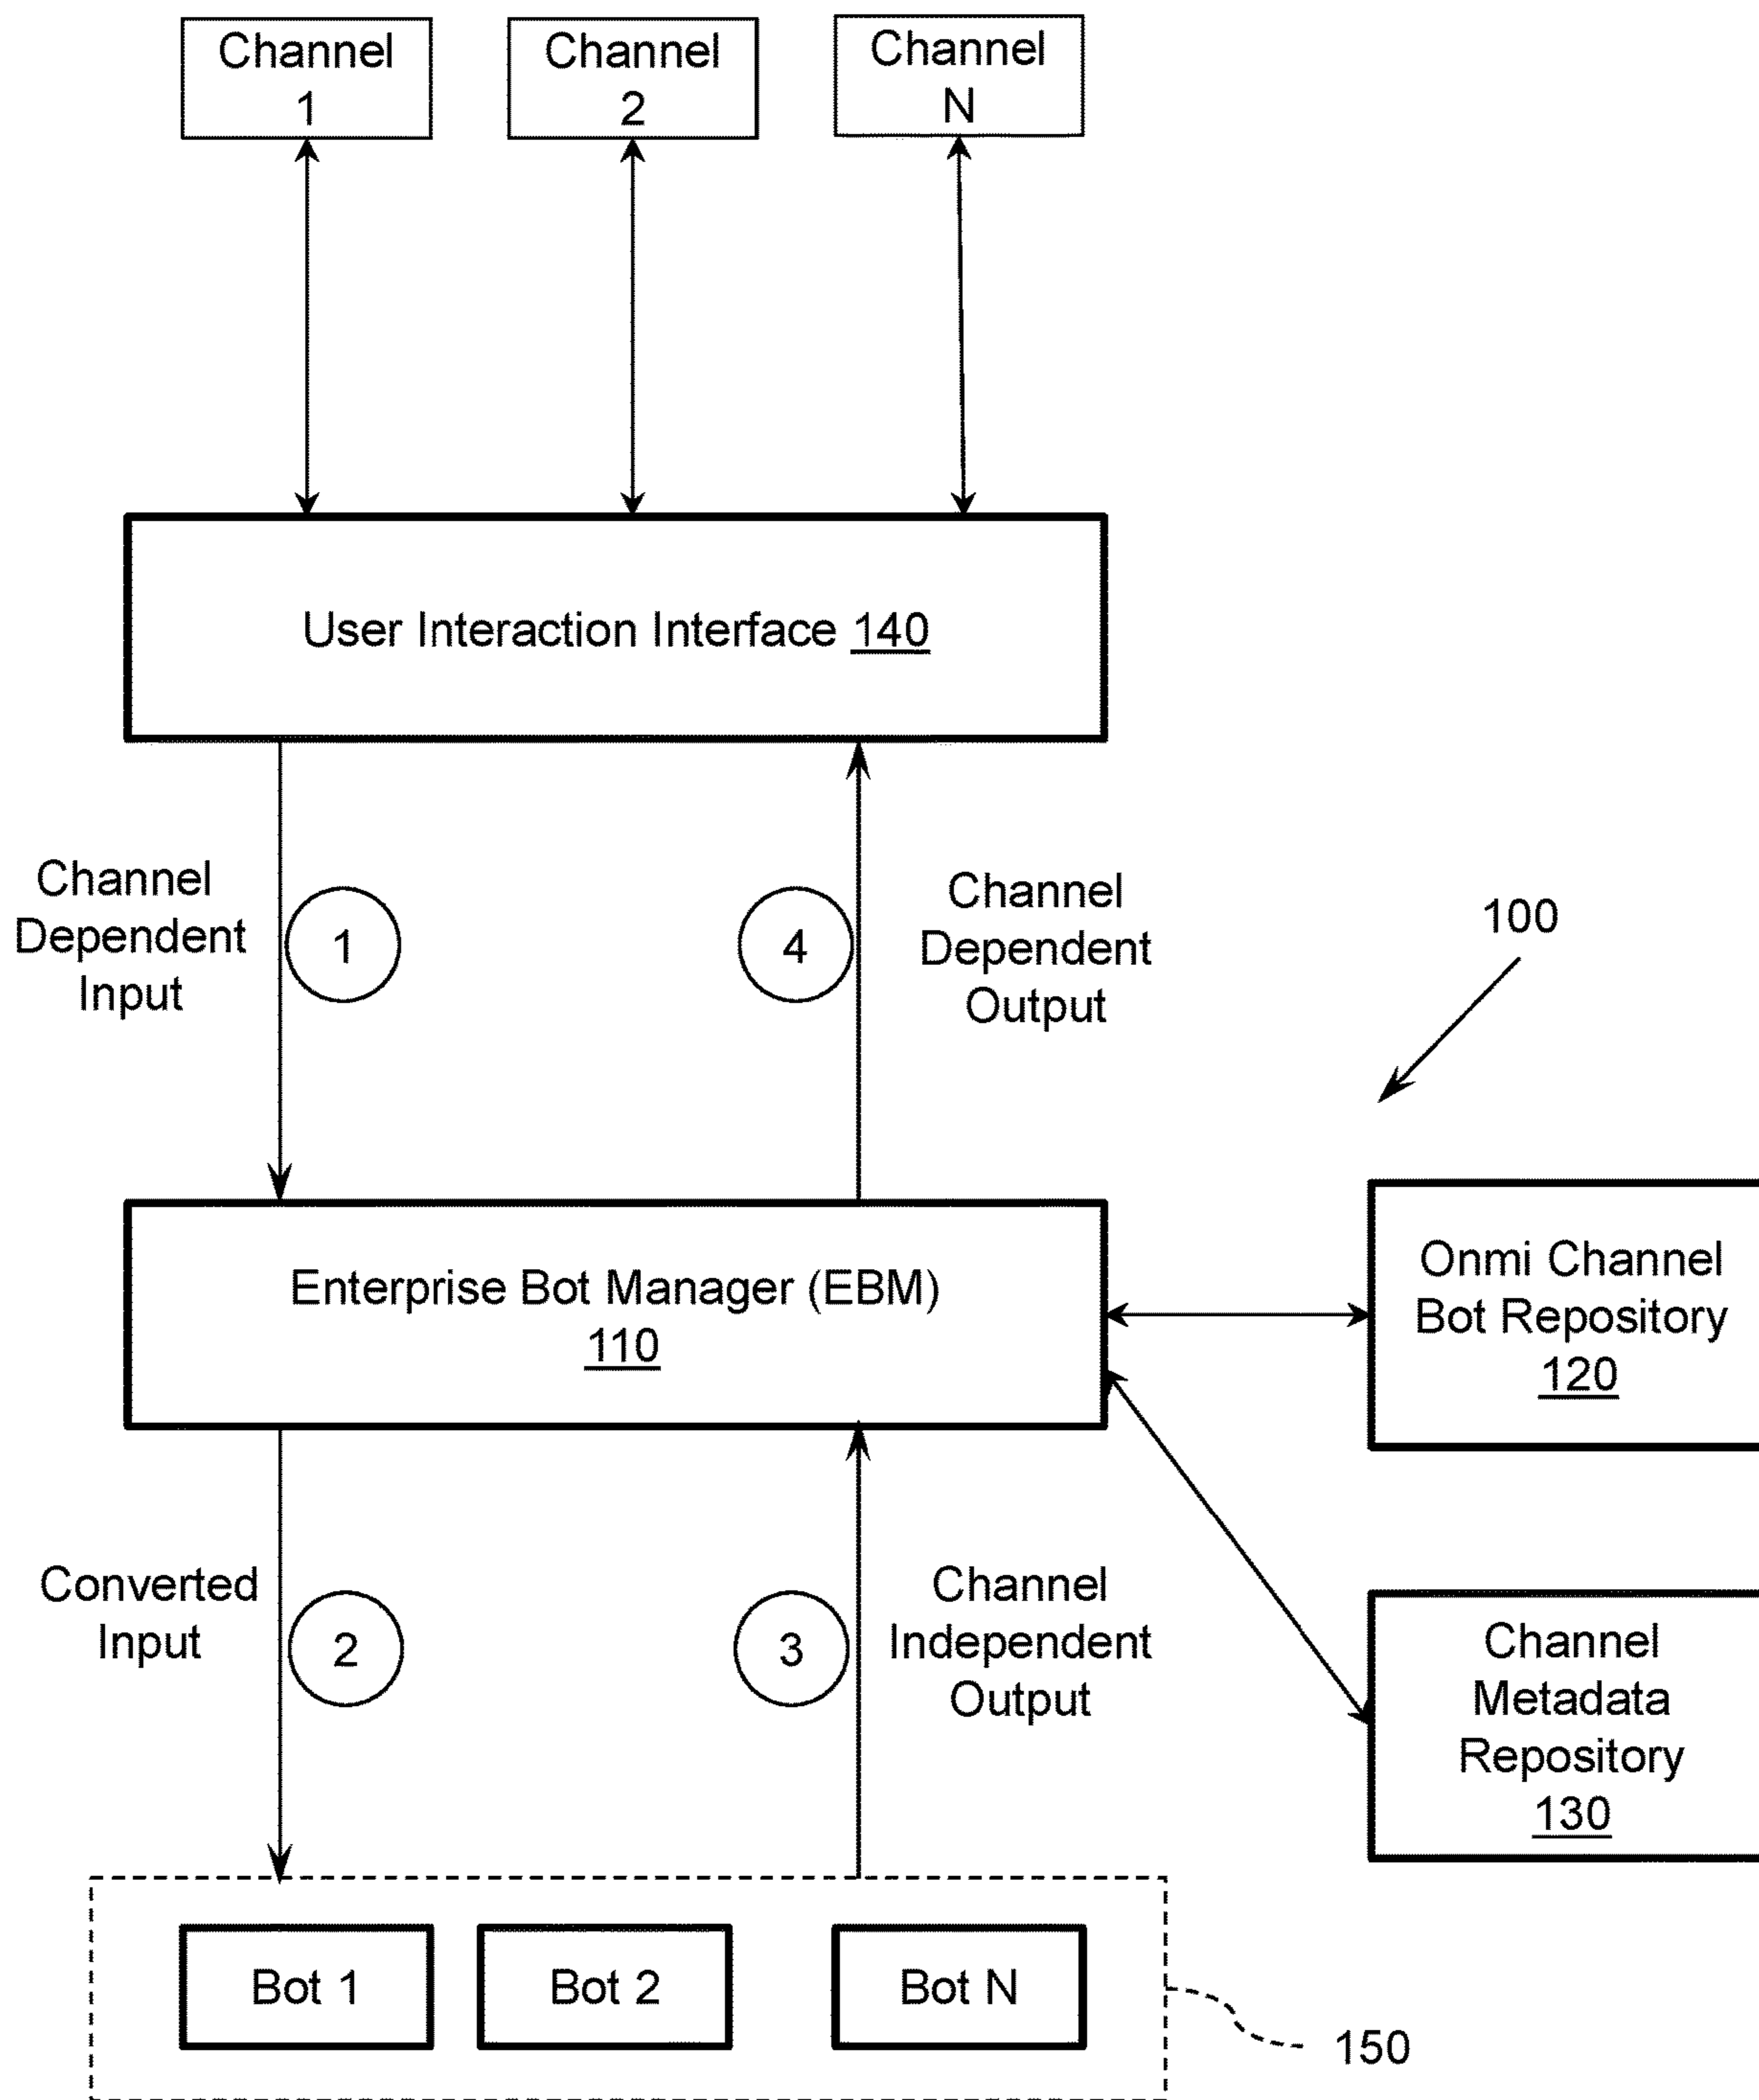 Channel
1
Channel
2
Channel
N
User Interaction Interface 140
Channel
Dependent
Input
1
4
Channel
Dependent
Output
100
Enterprise Bot Manager (EBM)
110
Onmi Channel
Bot Repository
120
Converted
Input
2
3
Channel
Independent
Output
Channel
Metadata
Repository
130
Bot 1
Bot 2
Bot N
150